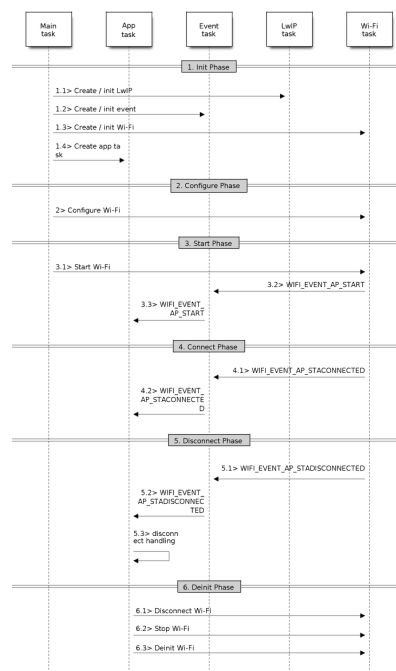 Main
task
App
task
Event
task
LwIP
task
Wi-Fi
task
1. Init Phase
1.1> Create / init LwIP
1.2> Create / init event
1.3> Create / init Wi-Fi
1.4> Create app ta
sk
2. Configure Phase
2> Configure Wi-Fi
3. Start Phase
3.1> Start Wi-Fi
3.2> WIFI_EVENT_AP_START
3.3> WIFI_EVENT_
AP_START
4. Connect Phase
4.1> WIFI_EVENT_AP_STACONNECTED
4.2> WIFI_EVENT_
AP_STACONNECTE
D
5. Disconnect Phase
5.1> WIFI_EVENT_AP_STADISCONNECTED
5.2> WIFI_EVENT_
AP_STADISCONNEC
TED
5.3> disconn
ect handling
6. Deinit Phase
6.1> Disconnect Wi-Fi
6.2> Stop Wi-Fi
6.3> Deinit Wi-Fi